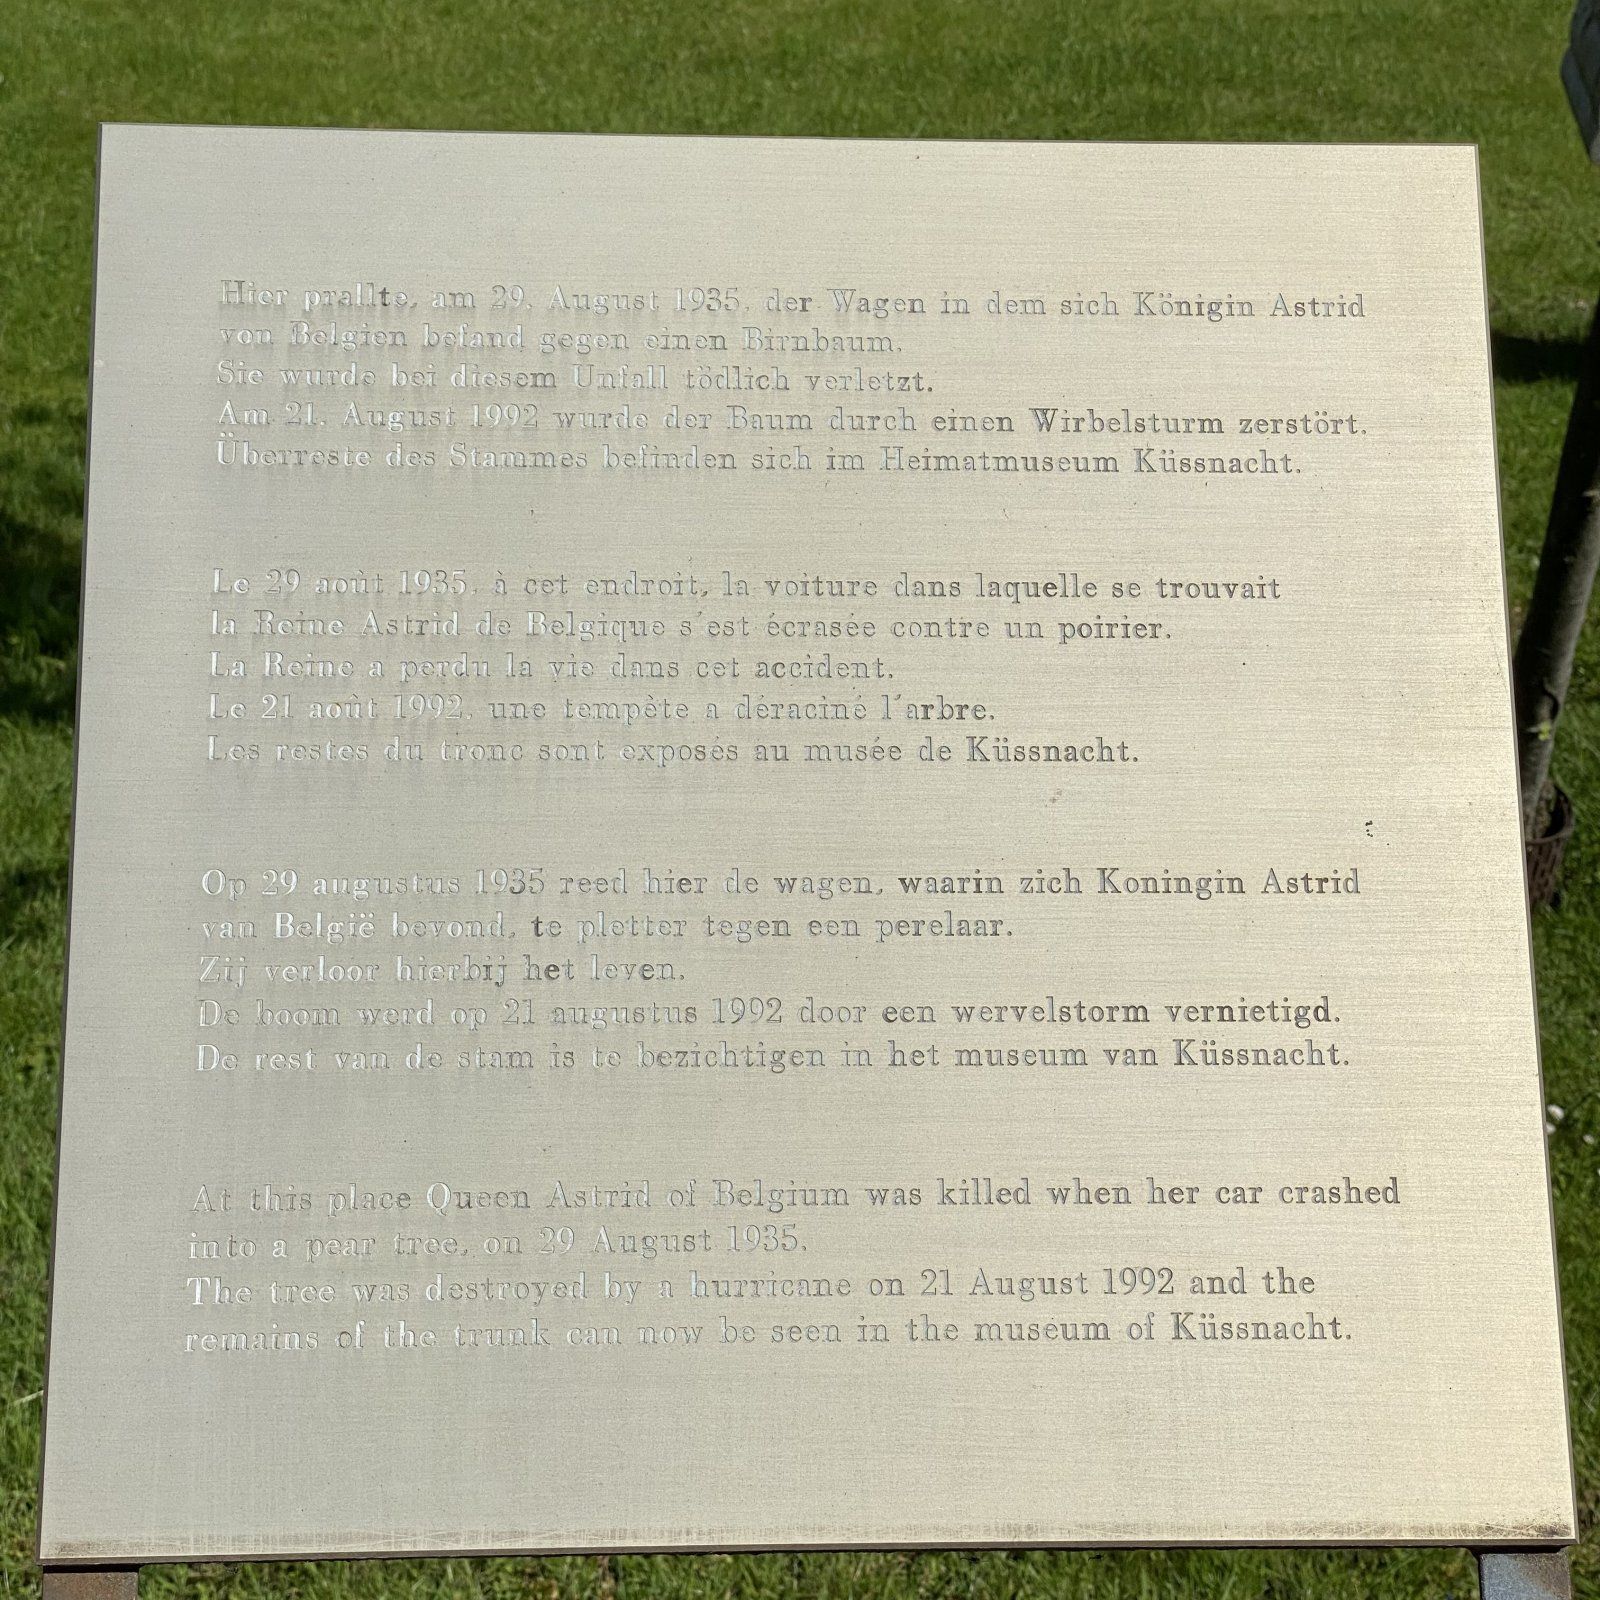 Hier prallte, am 29. August 1935, der Wagen in dem sich Königin Astrid
von Belgien befand gegen einen Birnbaum.
Sie wurde bei diesem Unfall tödlich verletzt.
Am 21. August 1992 wurde der Baum durch einen Wirbelsturm zerstört.
Überreste des Stammes befinden sich im Heimatmuseum Küssnacht.
Le 29 août 1935, à cet endroit, la voiture dans laquelle se trouvait
la Reine Astrid de Belgique s'est écrasée contre un poirier.
La Reine a perdu la vie dans cet accident.
Le 21 août 1992, une tempête a déraciné l'arbre.
Les restes du tronc sont exposés au musée de Küssnacht.
Op 29 augustus 1935 reed hier de wagen, waarin zich Koningin Astrid
van België bevond, te pletter tegen een perelaar.
Zij verloor hierbij het leven.
De boom werd op 21 augustus 1992 door een wervelstorm vernietigd.
De rest van de stam is te bezichtigen in het museum van Küssnacht.
At this place Queen Astrid of Belgium was killed when her car crashed
into a pear tree, on 29 August 1935.
The tree was destroyed by a hurricane on 21 August 1992 and the
remains of the trunk can now be seen in the museum of Küssnacht.